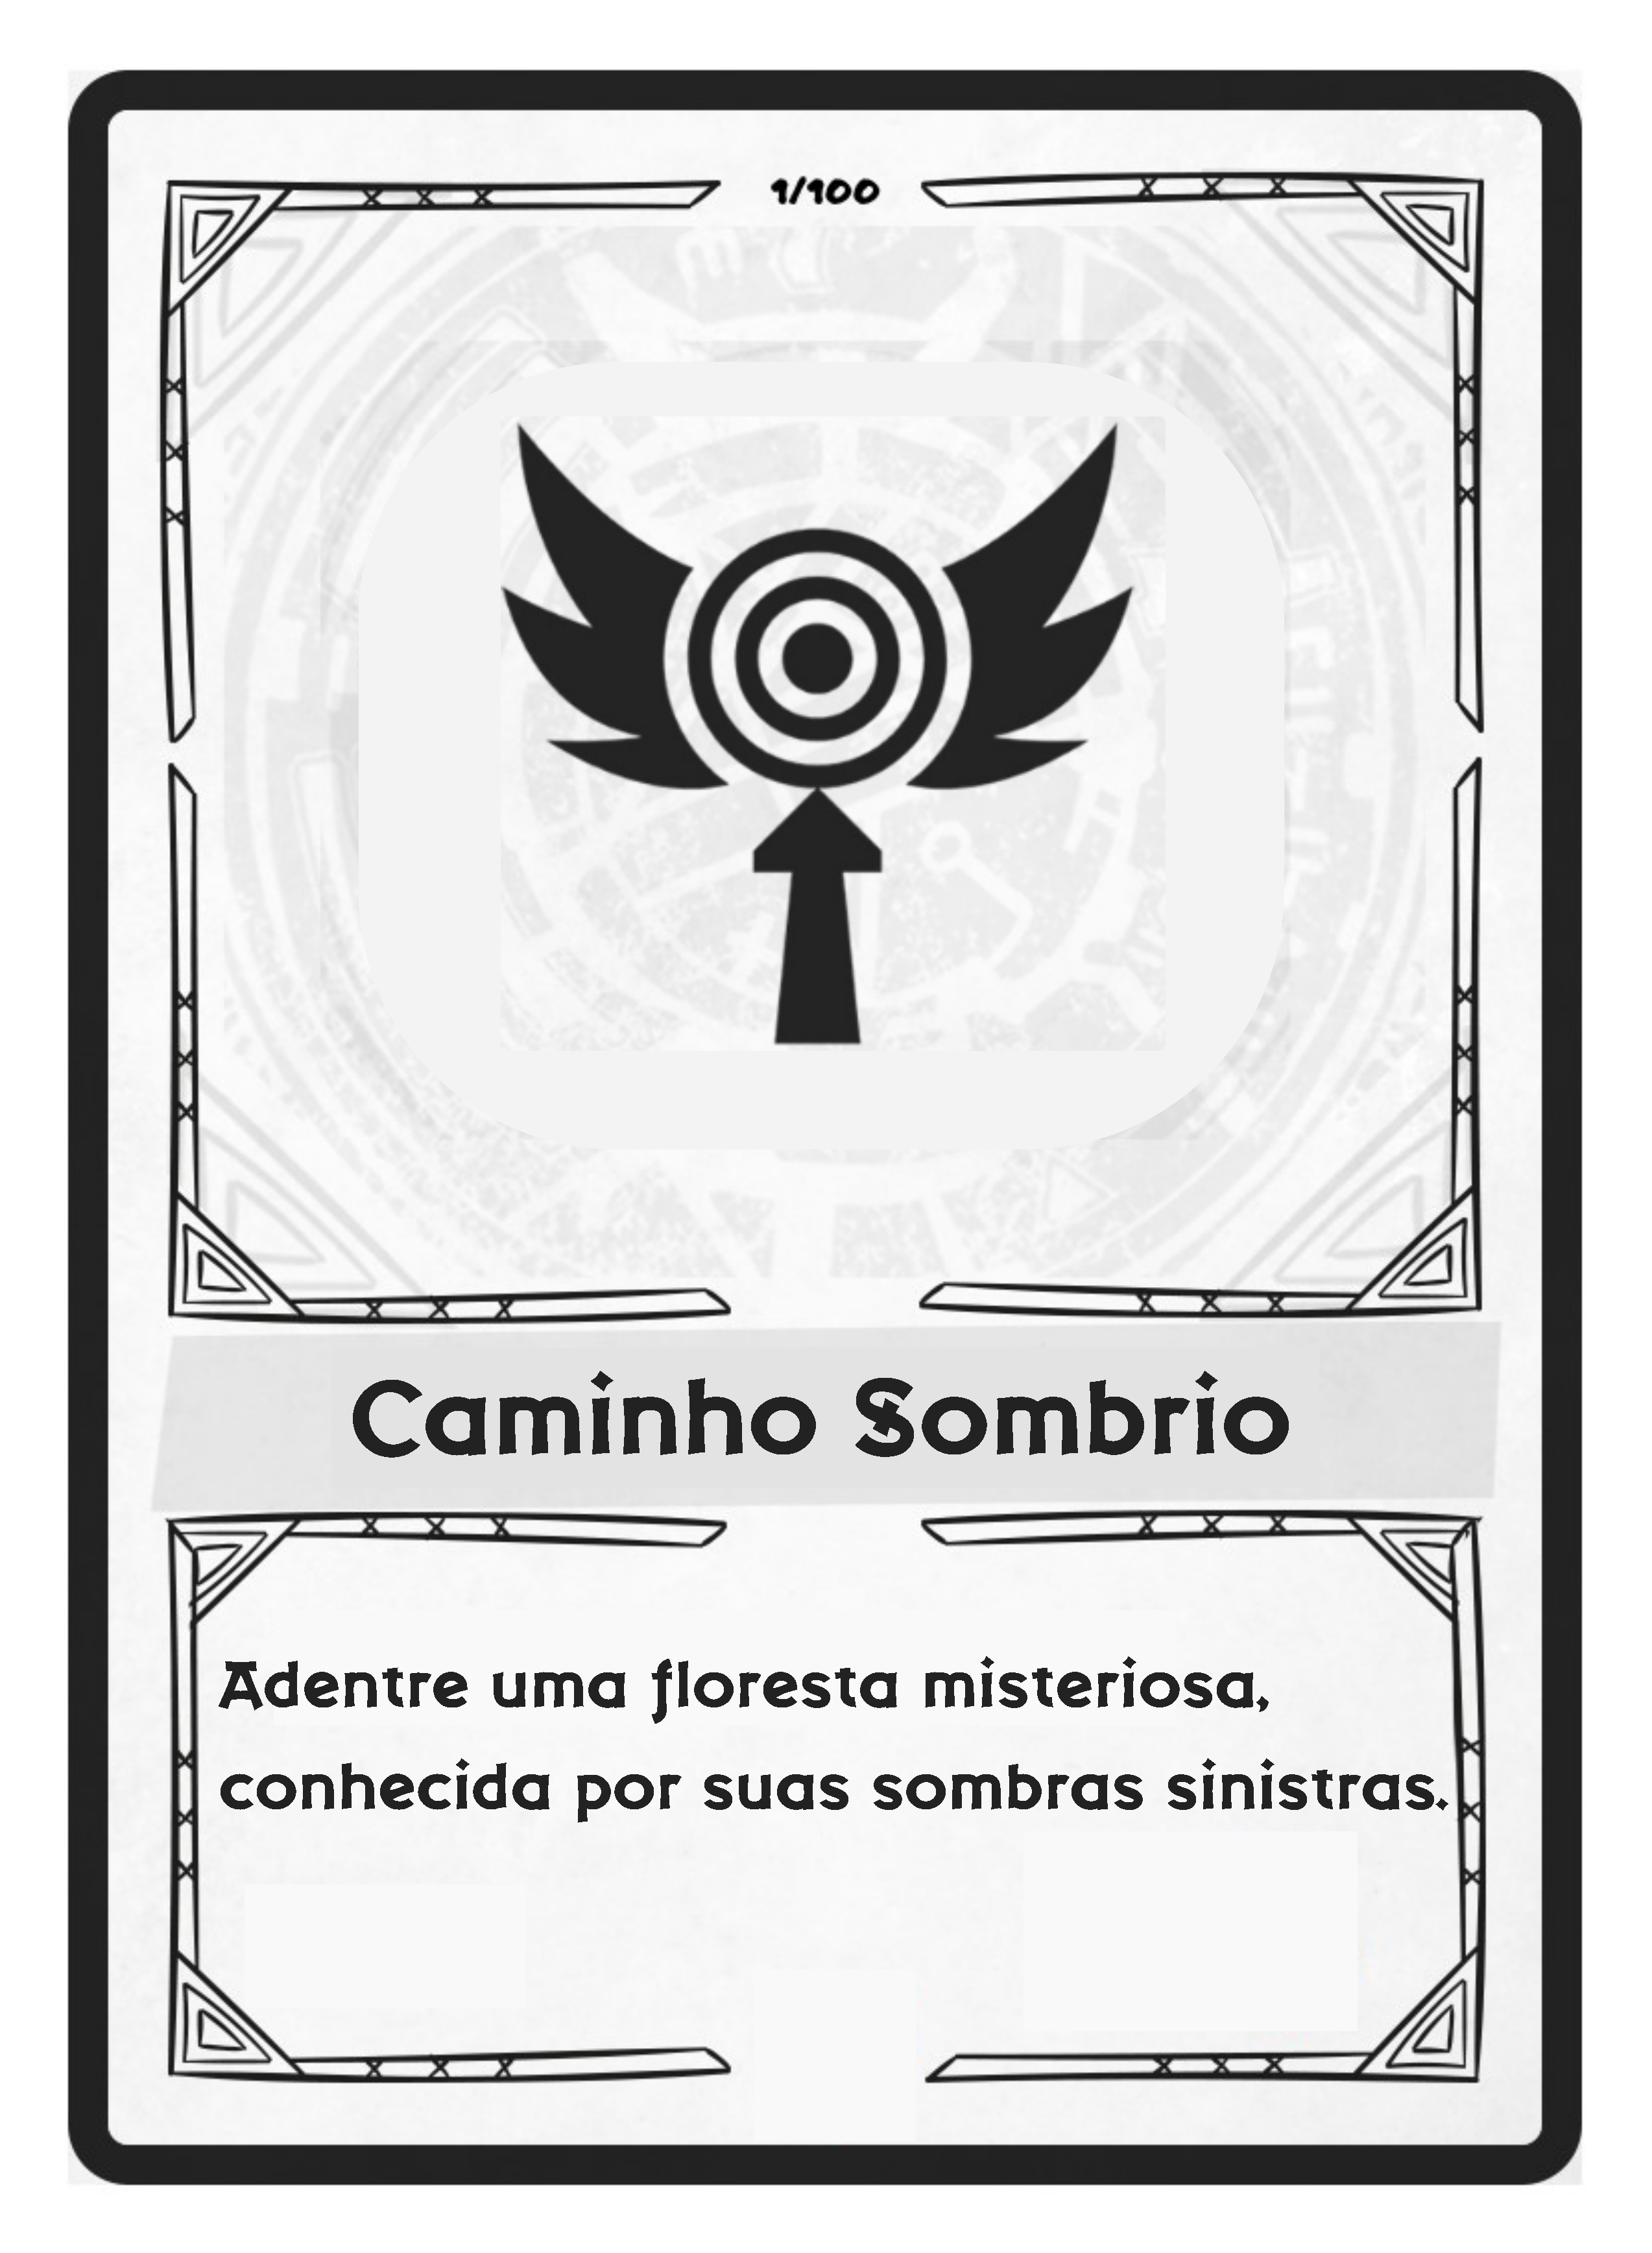 1/100
Caminho Sombrio
Adentre uma floresta misteriosa,
conhecida por suas sombras sinistras.